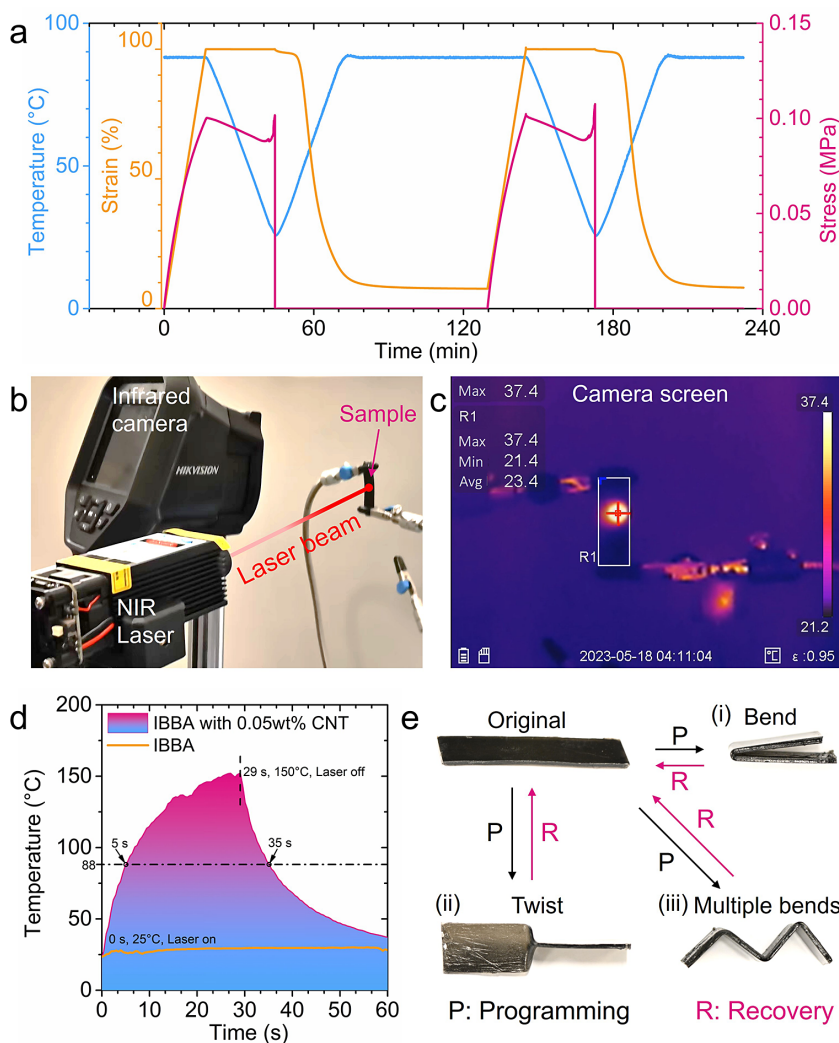 a
Temperature (°C)
100
50
0
Strain (%)
100
50
0
Stress (MPa)
0.15
0.10
0.05
0.00
0
60
120
180
240
Time (min)
b
Infrared
camera
Sample
HIKVISION
Laser beam
NIR
Laser
c
Max 37.4
R1
Max 37.4
Min 21.4
Avg 23.4
Camera screen
37.4
R1
21.2
2023-05-18 04:11:04
°C ε:0.95
d
IBBA with 0.05wt% CNT
IBBA
Temperature (°C)
200
150
100
88
50
0
29 s, 150°C, Laser off
5 s
35 s
0 s, 25°C, Laser on
0 10 20 30 40 50 60
Time (s)
e
Original
(i) Bend
P
R
P
R
R
P
(ii) Twist
(iii) Multiple bends
P: Programming
R: Recovery